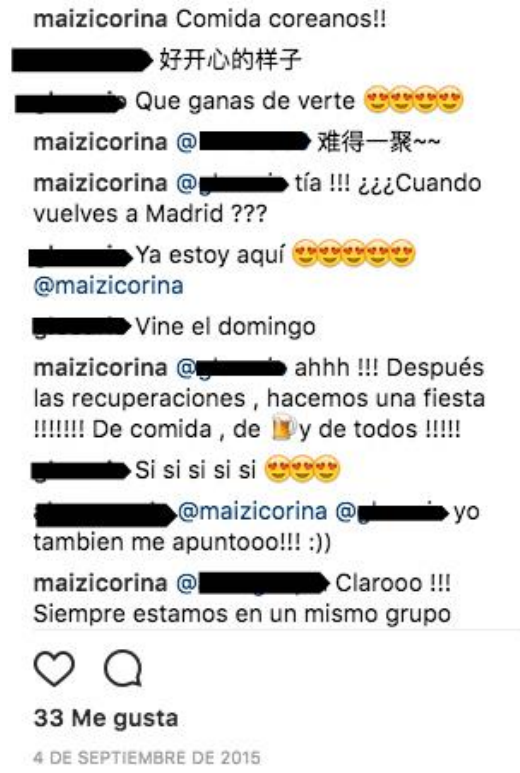 maizicorina Comida coreanos!!
好开心的样子
Que ganas de verte 😍😍😍😍
maizicorina @ 难得一聚~~
maizicorina @ tía !!! ¿¿¿Cuando
vuelves a Madrid ???
Ya estoy aquí 😍😍😍😍😍
@maizicorina
Vine el domingo
maizicorina @ ahhh !!! Después
las recuperaciones , hacemos una fiesta
!!!!!!! De comida , de 🍺y de todos !!!!!
Si si si si si 😍😍😍
@maizicorina @ yo
tambien me apuntooo!!! :))
maizicorina @ Clarooo !!!
Siempre estamos en un mismo grupo
33 Me gusta
4 DE SEPTIEMBRE DE 2015